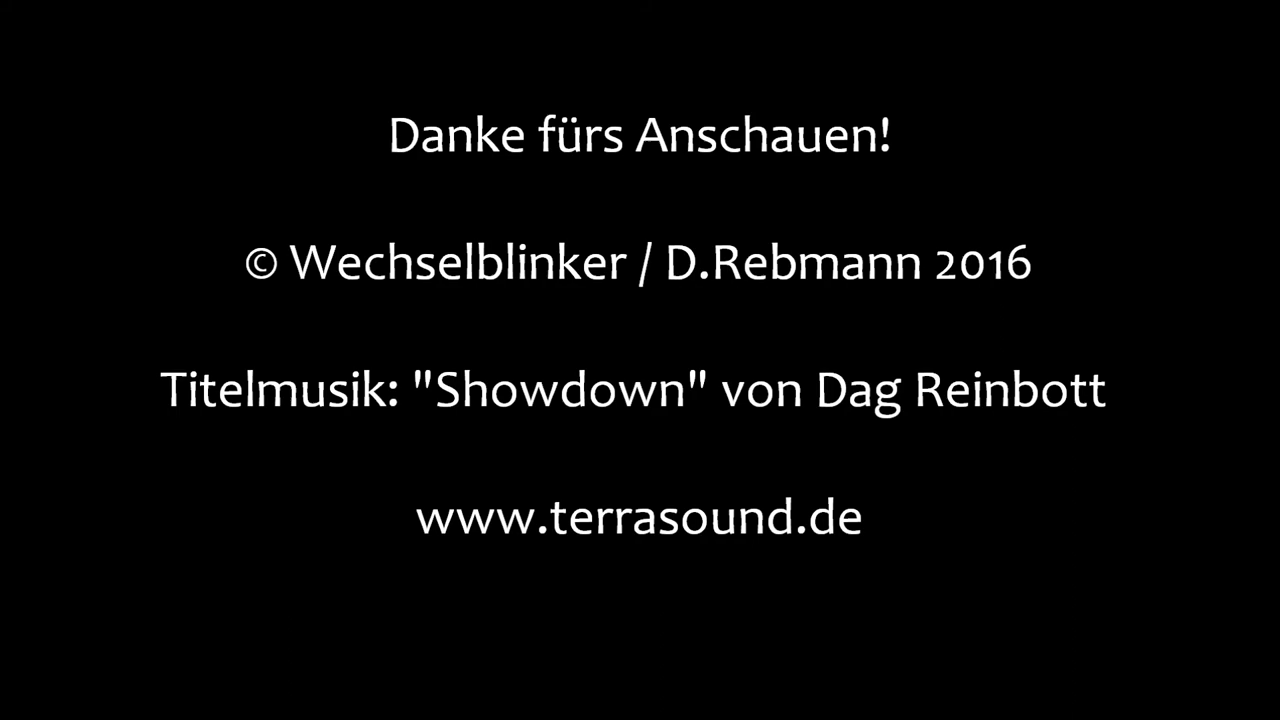 Danke fürs Anschauen!
© Wechselblinker / D.Rebmann 2016
Titelmusik: "Showdown" von Dag Reinbott
www.terrasound.de